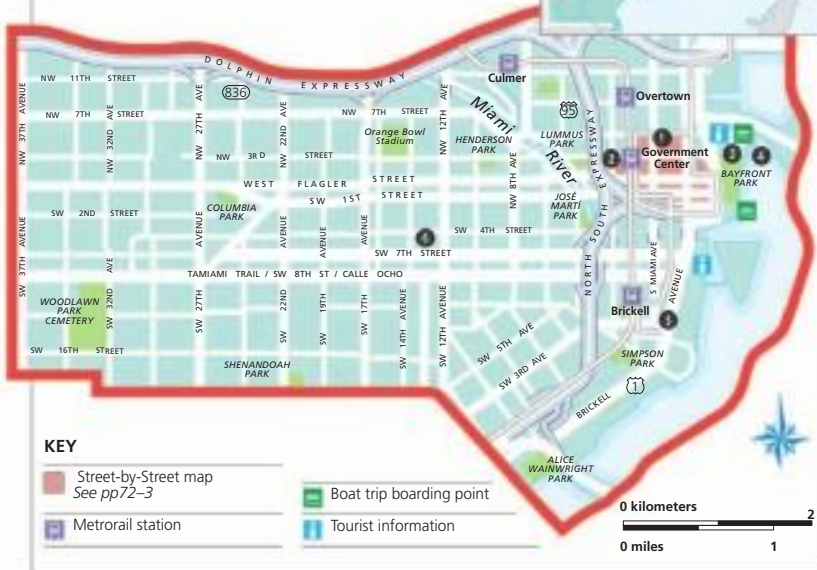 DOLPHIN EXPRESSWAY
836
NW 11TH STREET
NW 7TH STREET
NW 7TH STREET
NW 3RD STREET
WEST FLAGLER STREET
SW 1ST STREET
SW 2ND STREET
SW 4TH STREET
SW 7TH STREET
TAMIAMI TRAIL / SW 8TH ST / CALLE OCHO
SW 16TH STREET
NW 37TH AVENUE
SW 37TH AVENUE
NW 32ND AVE
SW 32ND AVE
NW 27TH AVE
SW 27TH AVENUE
NW 22ND AVE
SW 22ND AVENUE
SW 19TH AVENUE
SW 17TH AVENUE
SW 14TH AVENUE
NW 12TH AVE
SW 12TH AVENUE
NW 8TH AVE
SW 5TH AVE
SW 3RD AVE
S MIAMI AVE
BRICKELL AVENUE
NORTH SOUTH EXPRESSWAY
95
1
Miami River
Culmer
Overtown
Government
Center
Brickell
Orange Bowl
Stadium
HENDERSON
PARK
LUMMUS
PARK
JOSÉ
MARTÍ
PARK
BAYFRONT
PARK
COLUMBIA
PARK
WOODLAWN
PARK
CEMETERY
SHENANDOAH
PARK
SIMPSON
PARK
ALICE
WAINWRIGHT
PARK
1
2
3
4
5
6
KEY
Street-by-Street map
See pp72–3
Metrorail station
Boat trip boarding point
Tourist information
0 kilometers 2
0 miles 1